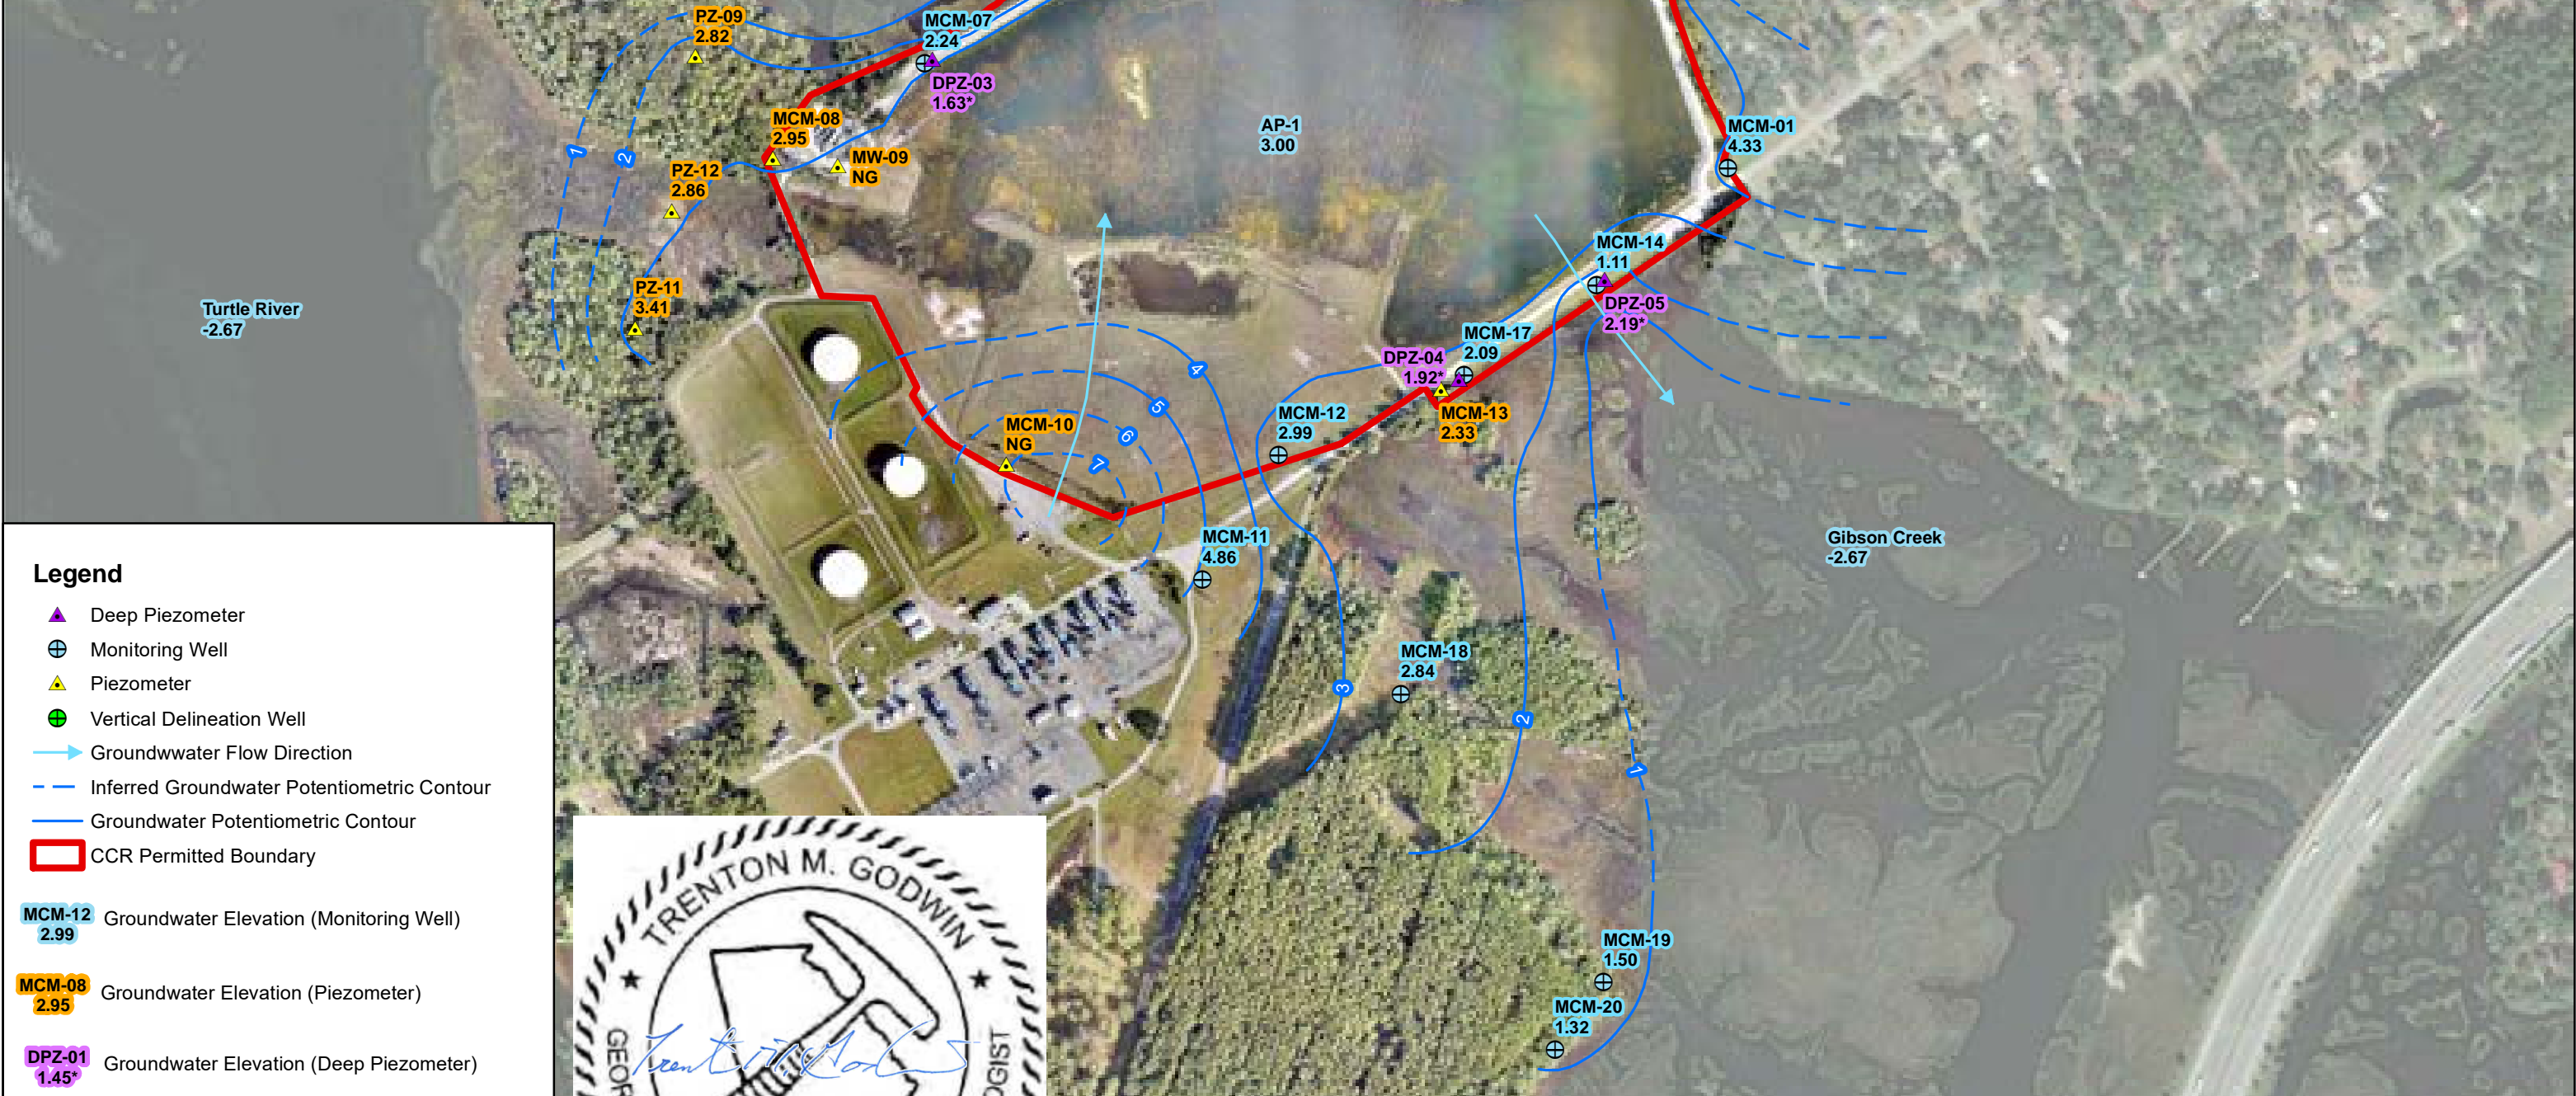 PZ-09
2.82
MCM-07
2.24
DPZ-03
1.63*
MCM-08
2.95
MW-09
NG
AP-1
3.00
MCM-01
4.33
1
2
PZ-12
2.86
MCM-14
1.11
PZ-11
3.41
DPZ-05
2.19*
Turtle River
-2.67
MCM-17
2.09
DPZ-04
1.92*
4
5
MCM-12
2.99
MCM-13
2.33
MCM-10
NG
6
7
MCM-11
4.86
Gibson Creek
-2.67
MCM-18
2.84
3
2
1
MCM-19
1.50
MCM-20
1.32
Legend
Deep Piezometer
Monitoring Well
Piezometer
Vertical Delineation Well
Groundwwater Flow Direction
Inferred Groundwater Potentiometric Contour
Groundwater Potentiometric Contour
CCR Permitted Boundary
MCM-12
2.99
Groundwater Elevation (Monitoring Well)
MCM-08
2.95
Groundwater Elevation (Piezometer)
DPZ-01
1.45*
Groundwater Elevation (Deep Piezometer)
TRENTON M. GODWIN
GEOR
OGIST